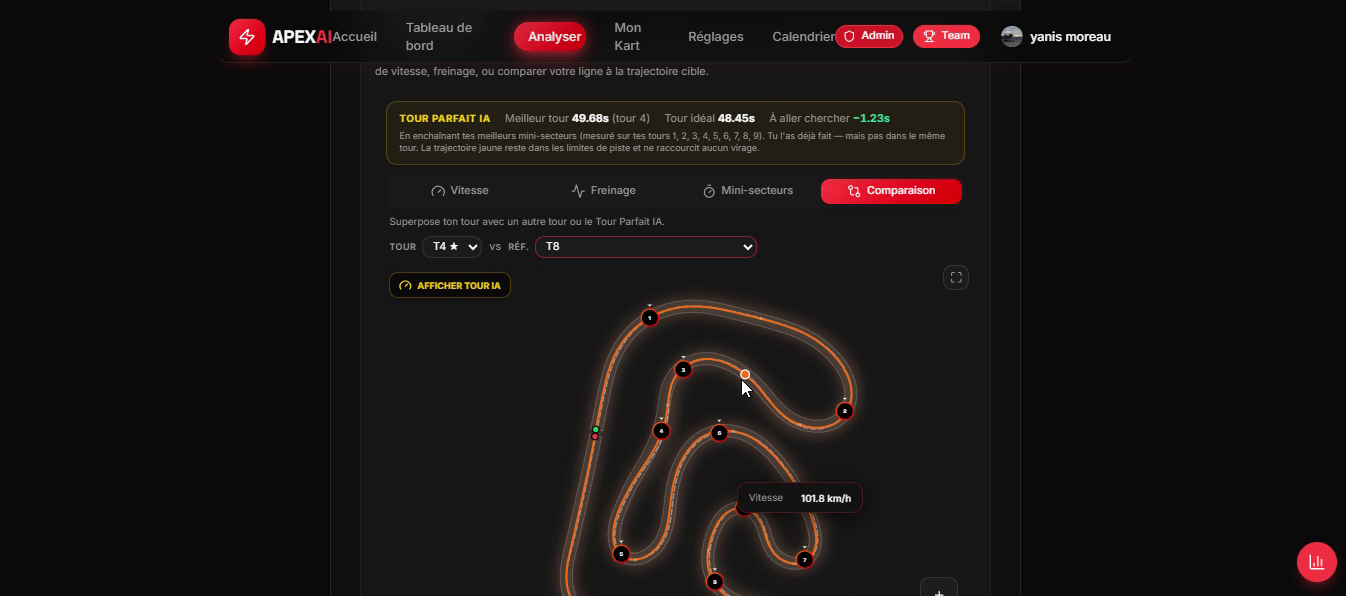 APEXAI
Accueil
Tableau de
bord
Analyser
Mon
Kart
Réglages
Calendrier
Admin
Team
yanis moreau
de vitesse, freinage, ou comparer votre ligne à la trajectoire cible.
TOUR PARFAIT IA Meilleur tour 49.68s (tour 4) Tour idéal 48.45s À aller chercher −1.23s
En enchaînant tes meilleurs mini-secteurs (mesuré sur tes tours 1, 2, 3, 4, 5, 6, 7, 8, 9). Tu l'as déjà fait — mais pas dans le même
tour. La trajectoire jaune reste dans les limites de piste et ne raccourcit aucun virage.
Vitesse Freinage Mini-secteurs Comparaison
Superpose ton tour avec un autre tour ou le Tour Parfait IA.
TOUR T4 ★ VS RÉF. T8
AFFICHER TOUR IA
1
3
2
4
6
Vitesse 101.8 km/h
5
7
9
+